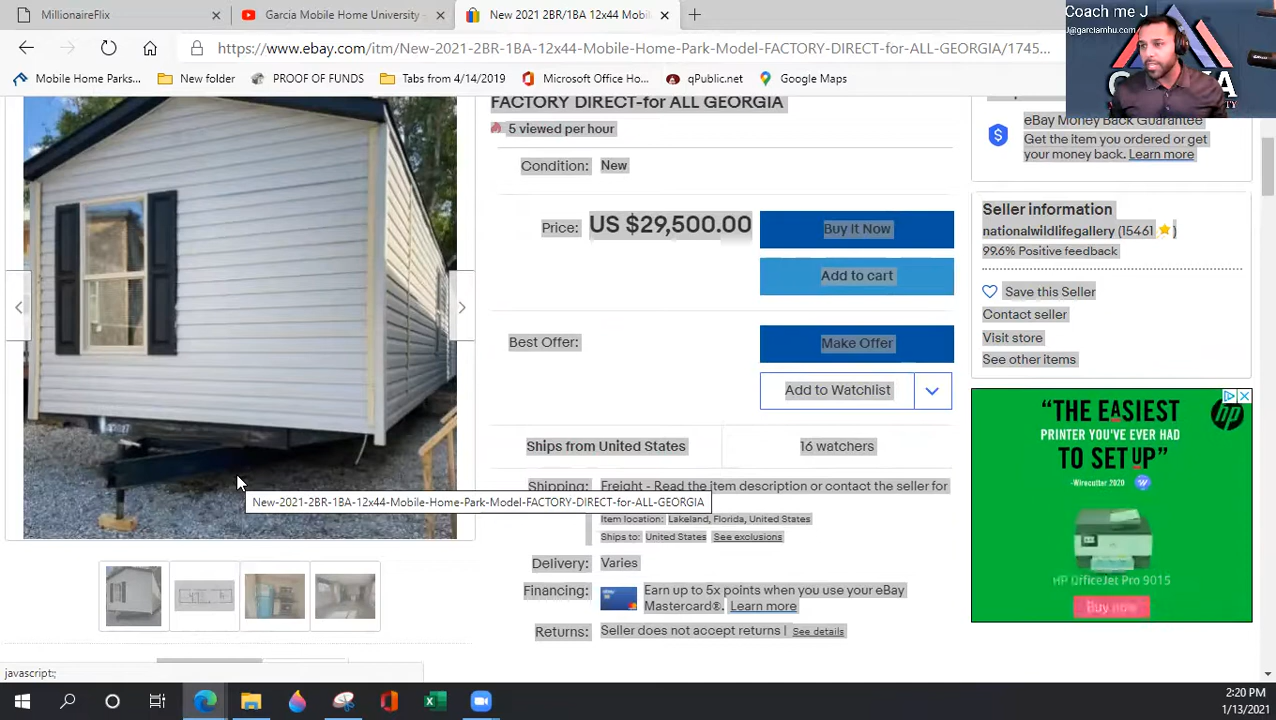 MillionaireFlix
Garcia Mobile Home University -
New 2021 2BR/1BA 12x44 Mobil
https://www.ebay.com/itm/New-2021-2BR-1BA-12x44-Mobile-Home-Park-Model-FACTORY-DIRECT-for-ALL-GEORGIA/1745...
Mobile Home Parks...
New folder
PROOF OF FUNDS
Tabs from 4/14/2019
Microsoft Office Ho...
qPublic.net
Google Maps
Coach me J
J@garciamhu.com
FACTORY DIRECT-for ALL GEORGIA
5 viewed per hour
Condition: New
Price: US $29,500.00
Buy It Now
Add to cart
Best Offer:
Make Offer
Add to Watchlist
Ships from United States
16 watchers
Shipping: Freight - Read the item description or contact the seller for
New-2021-2BR-1BA-12x44-Mobile-Home-Park-Model-FACTORY-DIRECT-for-ALL-GEORGIA
Item location: Lakeland, Florida, United States
Ships to: United States See exclusions
Delivery: Varies
Financing: Earn up to 5x points when you use your eBay
Mastercard®. Learn more
Returns: Seller does not accept returns | See details
eBay Money Back Guarantee
Get the item you ordered or get
your money back. Learn more
Seller information
nationalwildlifegallery (15461 )
99.6% Positive feedback
Save this Seller
Contact seller
Visit store
See other items
"THE EASIEST
PRINTER YOU'VE EVER HAD
TO SET UP"
-Wirecutter 2020
hp
HP OfficeJet Pro 9015
Buy now
javascript:;
2:20 PM
1/13/2021